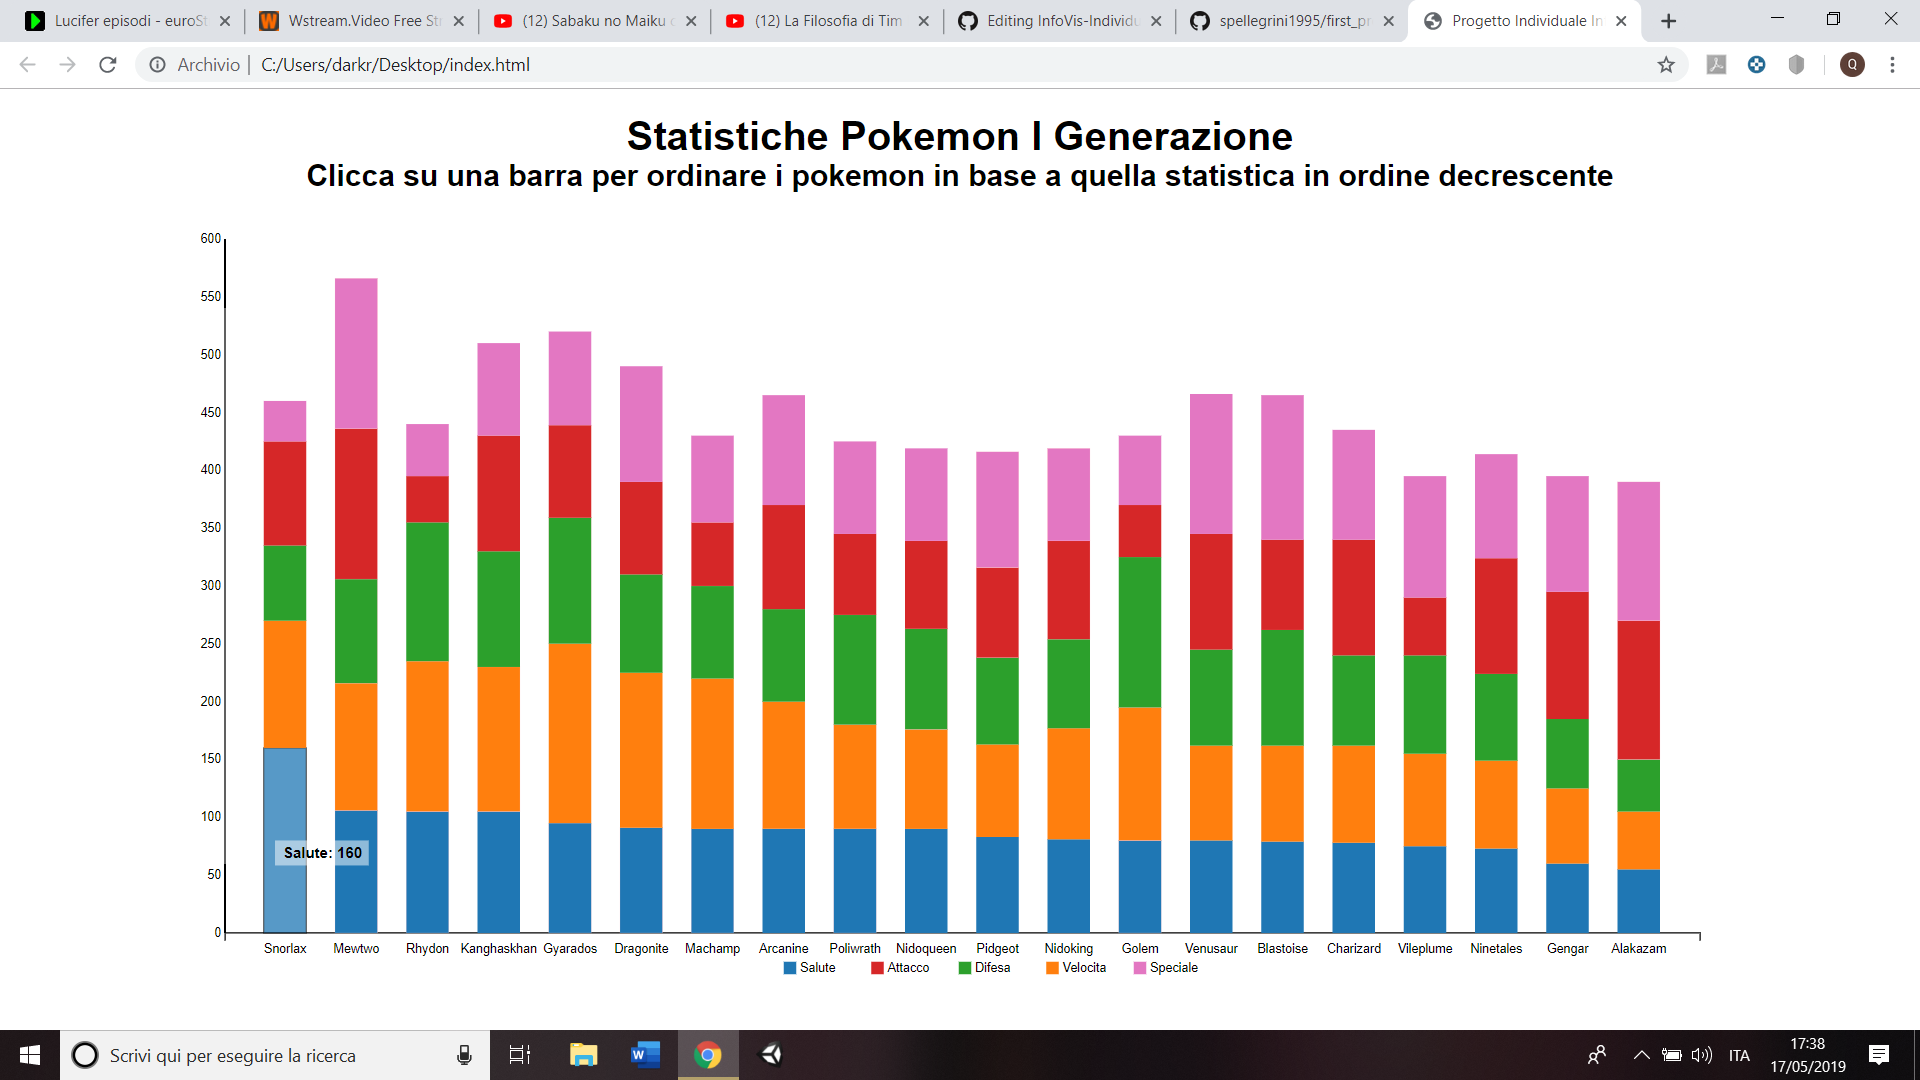 Lucifer episodi - euroSt
Wstream.Video Free Str
(12) Sabaku no Maiku c
(12) La Filosofia di Tim
Editing InfoVis-Individu
spellegrini1995/first_pr
Progetto Individuale In
Archivio | C:/Users/darkr/Desktop/index.html
Q
Statistiche Pokemon I Generazione
Clicca su una barra per ordinare i pokemon in base a quella statistica in ordine decrescente
600
550
500
450
400
350
300
250
200
150
100
50
0
Salute: 160
Snorlax Mewtwo Rhydon Kanghaskhan Gyarados Dragonite Machamp Arcanine Poliwrath Nidoqueen Pidgeot Nidoking Golem Venusaur Blastoise Charizard Vileplume Ninetales Gengar Alakazam
Salute Attacco Difesa Velocita Speciale
Scrivi qui per eseguire la ricerca
ITA
17:38
17/05/2019